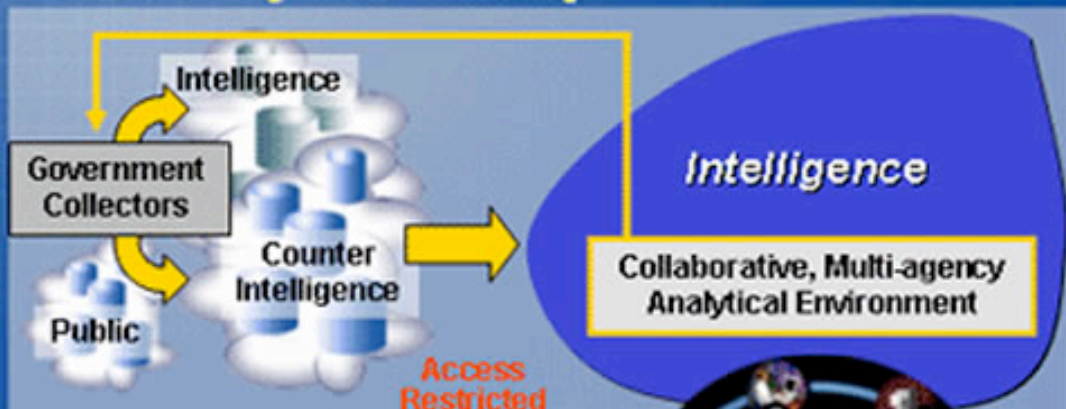 Intelligence
Government
Collectors
Counter
Intelligence
Public
Access
Restricted
Intelligence
Collaborative, Multi-agency
Analytical Environment